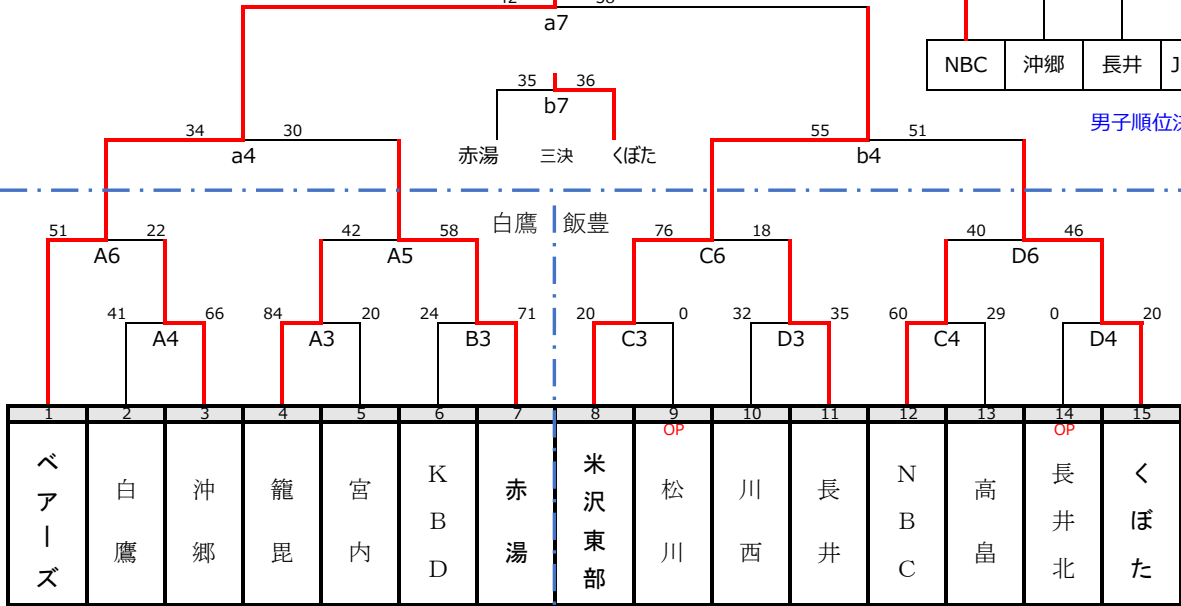 a7
NBC 沖郷 長井
35 36
b7
男子順位
34 30 55 51
a4 赤湯 三決 くぼた b4
白鷹 飯豊
51 22 42 58 76 18 40 46
A6 A5 C6 D6
41 66 84 20 24 71 20 0 32 35 60 29 0 20
A4 A3 B3 C3 D3 C4 D4
1 2 3 4 5 6 7 8 9 10 11 12 13 14 15
OP OP
ベアーズ 白鷹 沖郷 籠毘 宮内 KBD 赤湯 米沢東部 松川 川西 長井 NBC 高畠 長井北 くぼた